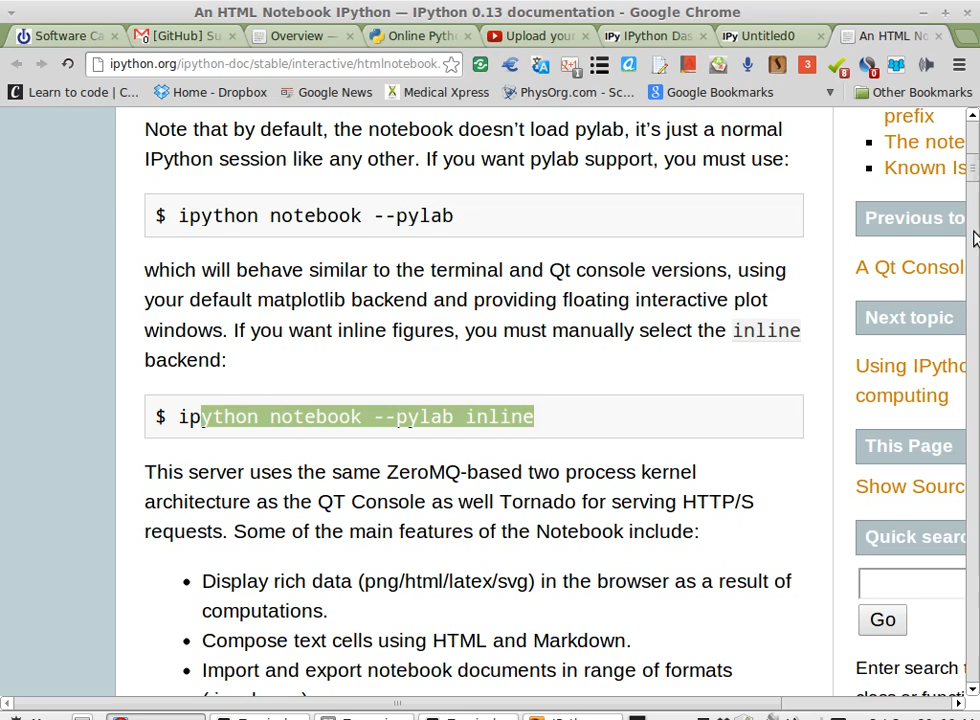 An HTML Notebook IPython — IPython 0.13 documentation - Google Chrome
Software Ca
[GitHub] Su
Overview —
Online Pyth
Upload your
IPython Das
Untitled0
An HTML No
ipython.org/ipython-doc/stable/interactive/htmlnotebook.
1
3
8
0
Learn to code | C...
Home - Dropbox
Google News
Medical Xpress
PhysOrg.com - Sc...
Google Bookmarks
Other Bookmarks
Note that by default, the notebook doesn't load pylab, it's just a normal
IPython session like any other. If you want pylab support, you must use:
$ ipython notebook --pylab
which will behave similar to the terminal and Qt console versions, using
your default matplotlib backend and providing floating interactive plot
windows. If you want inline figures, you must manually select the inline
backend:
$ ipython notebook --pylab inline
This server uses the same ZeroMQ-based two process kernel
architecture as the QT Console as well Tornado for serving HTTP/S
requests. Some of the main features of the Notebook include:
• Display rich data (png/html/latex/svg) in the browser as a result of
computations.
• Compose text cells using HTML and Markdown.
• Import and export notebook documents in range of formats
prefix
The note
Known Is
Previous to
A Qt Consol
Next topic
Using IPytho
computing
This Page
Show Sourc
Quick searc
Go
Enter search t